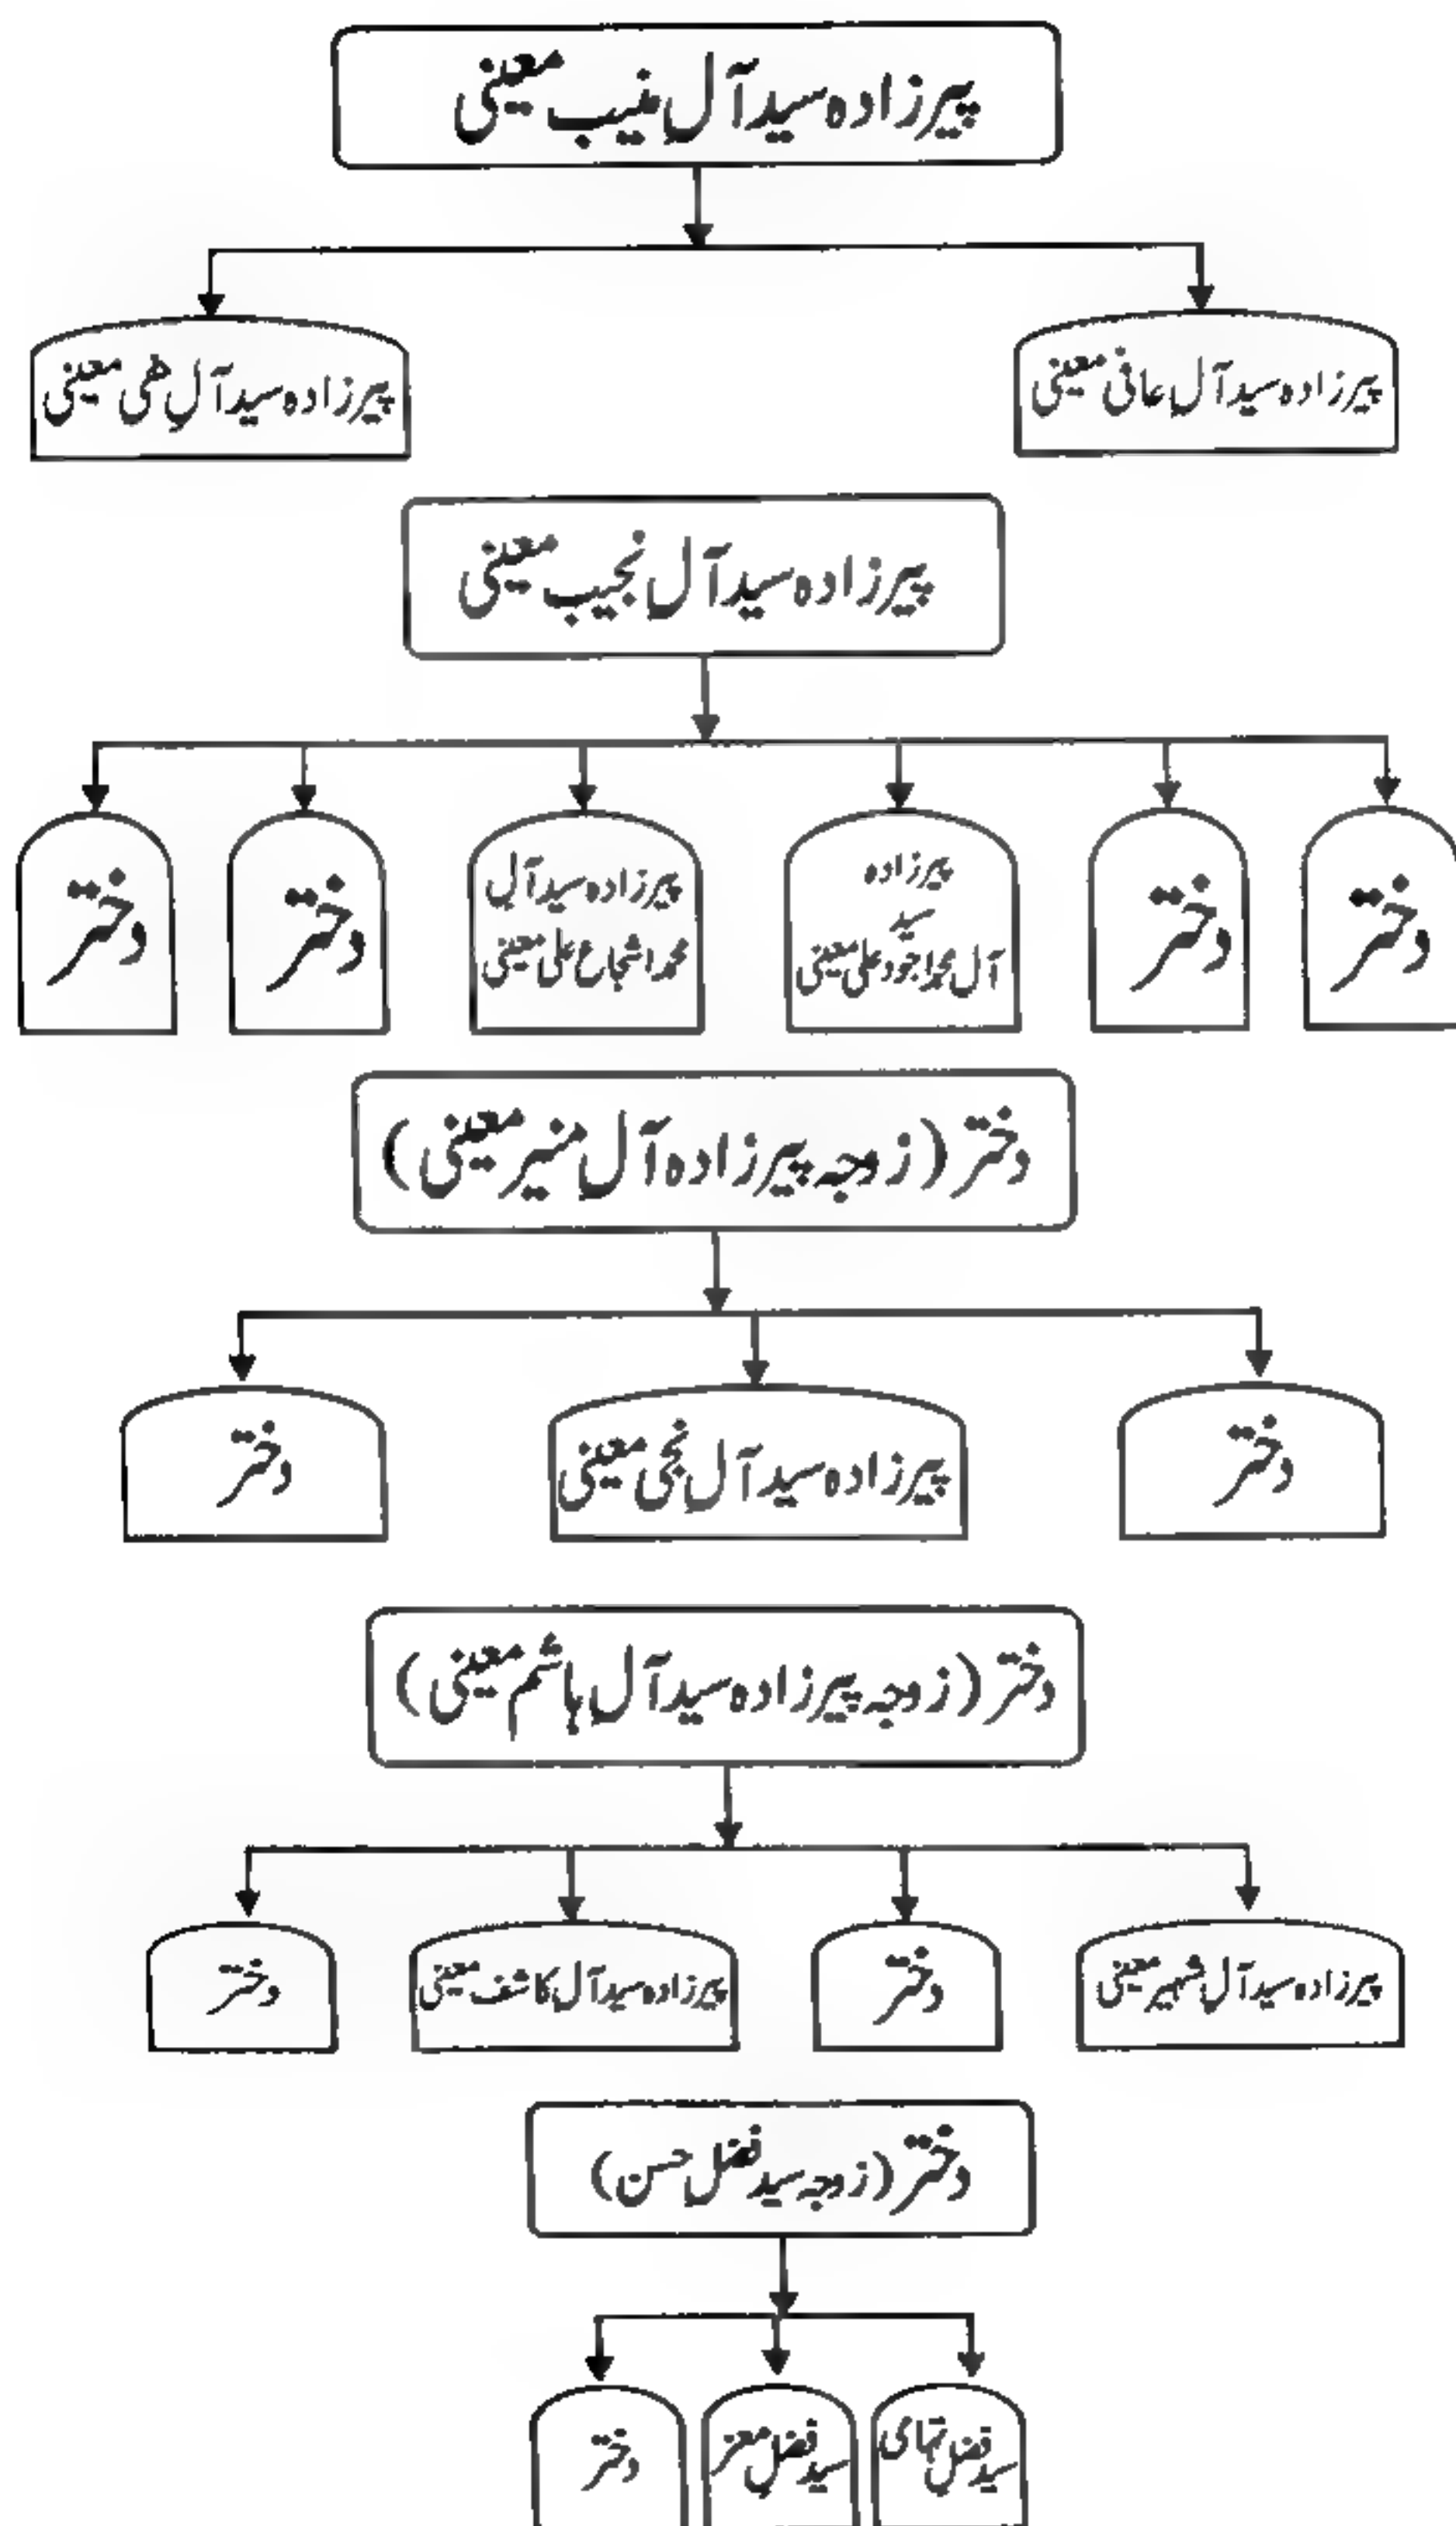 پیرزادہ سید آل منیب معینی
پیرزادہ سید آل عافی معینی
پیرزادہ سید آلِ طٰی معینی
پیرزادہ سید آل نجیب معینی
دختر
دختر
پیرزادہ
سید
آل محمد اجود علی معینی
پیرزادہ سید آلِ
محمد اشجاع علی معینی
دختر
دختر
دختر (زوجہ پیرزادہ آل منیر معینی)
دختر
پیرزادہ سید آل نجی معینی
دختر
دختر (زوجہ پیرزادہ سید آل ہاشم معینی)
پیرزادہ سید آل شہیر معینی
دختر
پیرزادہ سید آل کاشف معینی
دختر
دختر (زوجہ سید فضل حسن)
سید فضلِ تہامی
سید فضلِ معز
دختر